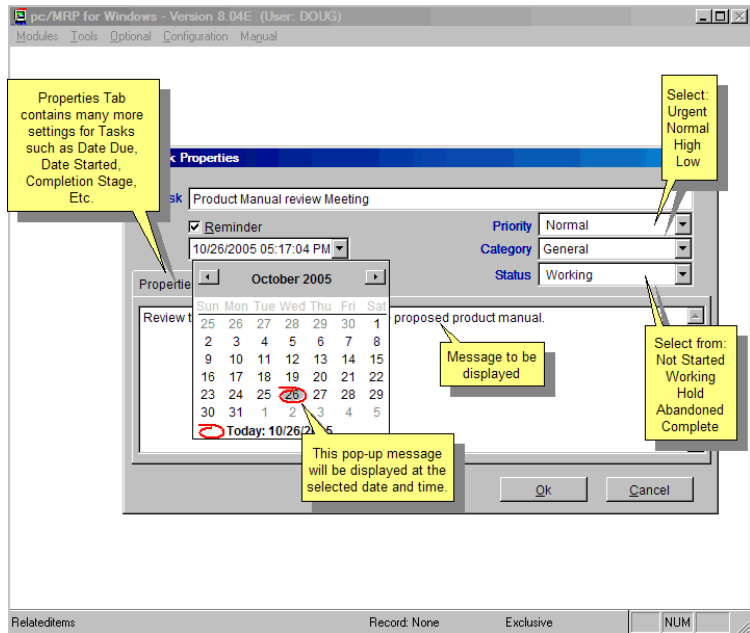 pc/MRP for Windows - Version 8.04E (User: DOUG)
Modules Tools Optional Configuration Manual
Properties Tab
contains many more
settings for Tasks
such as Date Due,
Date Started,
Completion Stage,
Etc.
Select:
Urgent
Normal
High
Low
Properties
Product Manual review Meeting
Reminder
Priority Normal
10/26/2005 05:17:04 PM
Category General
Status Working
October 2005
Sun Mon Tue Wed Thu Fri Sat
25 26 27 28 29 30 1
2 3 4 5 6 7 8
9 10 11 12 13 14 15
16 17 18 19 20 21 22
23 24 25 26 27 28 29
30 31 1 2 3 4 5
Today: 10/26/2005
Review
proposed product manual.
Message to be
displayed
Select from:
Not Started
Working
Hold
Abandoned
Complete
This pop-up message
will be displayed at the
selected date and time.
Ok Cancel
Relateditems Record: None Exclusive NUM